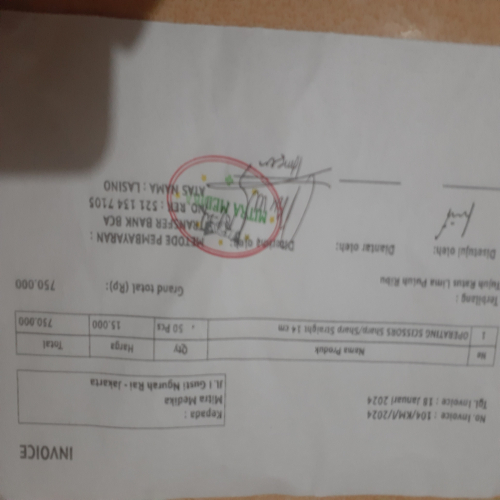 INVOICE
No. Invoice : 104/KMA/2024
Tgl. Invoice : 18 Januari 2024
Kepada :
Mitra Medika
Jl I Gusti Ngurah Rai - Jakarta
No Nama Produk Qty Harga Total
1 OPERATING SCISSORS Sharp/Sharp Straight 14 cm 50 Pcs 15.000 750.000
Terbilang :
Tujuh Ratus Lima Puluh Ribu
Grand total (Rp): 750.000
Disetujui oleh: Diantar oleh: Diterima oleh:
METODE PEMBAYARAN :
TRANSFER BANK BCA
NO REK : 521 134 7105
ATAS NAMA : LASINO
MITRA MEDIKA